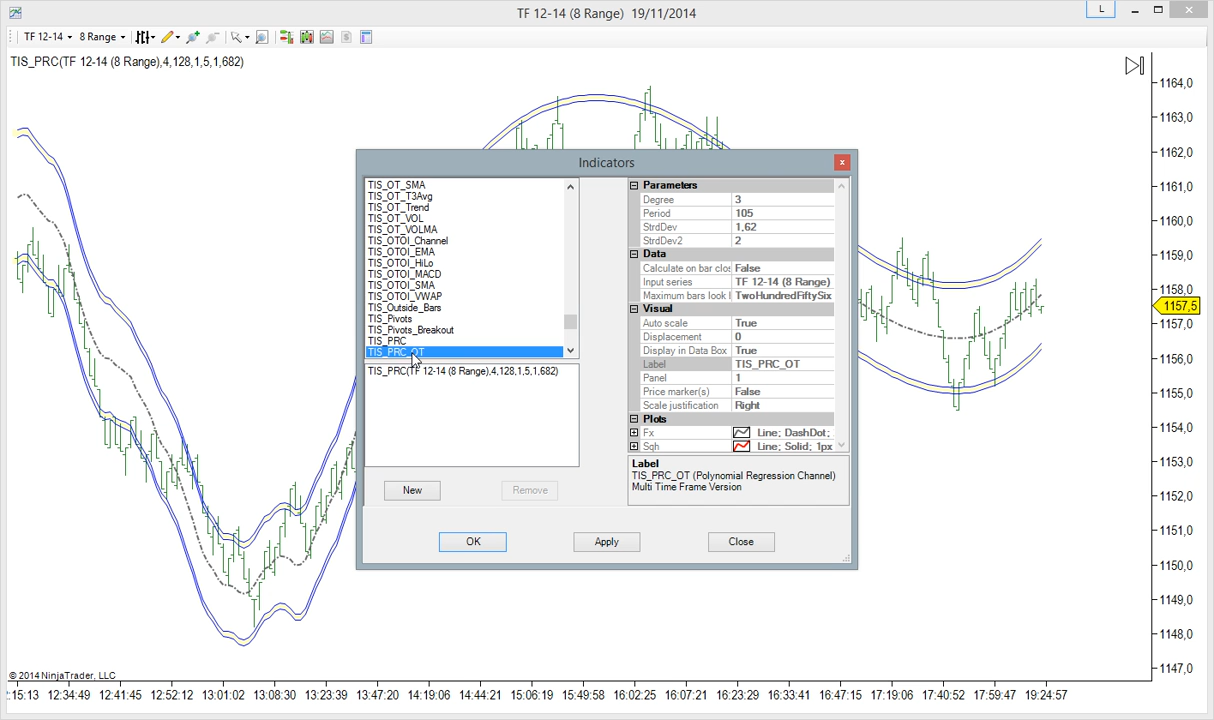 TF 12-14 (8 Range)  19/11/2014
L
TF 12-14
8 Range
TIS_PRC(TF 12-14 (8 Range),4,128,1,5,1,682)
Indicators
TIS_OT_SMA
TIS_OT_T3Avg
TIS_OT_Trend
TIS_OT_VOL
TIS_OT_VOLMA
TIS_OTOI_Channel
TIS_OTOI_EMA
TIS_OTOI_HiLo
TIS_OTOI_MACD
TIS_OTOI_SMA
TIS_OTOI_VWAP
TIS_Outside_Bars
TIS_Pivots
TIS_Pivots_Breakout
TIS_PRC
TIS_PRC_OT
TIS_PRC(TF 12-14 (8 Range),4,128,1,5,1,682)
New
Remove
Parameters
Degree 3
Period 105
StrdDev 1,62
StrdDev2 2
Data
Calculate on bar clos False
Input series TF 12-14 (8 Range)
Maximum bars look l TwoHundredFiftySix
Visual
Auto scale True
Displacement 0
Display in Data Box True
Label TIS_PRC_OT
Panel 1
Price marker(s) False
Scale justification Right
Plots
Fx Line; DashDot;
Sqh Line; Solid; 1px
Label
TIS_PRC_OT (Polynomial Regression Channel)
Multi Time Frame Version
OK
Apply
Close
1164,0
1163,0
1162,0
1161,0
1160,0
1159,0
1158,0
1157,5
1157,0
1156,0
1155,0
1154,0
1153,0
1152,0
1151,0
1150,0
1149,0
1148,0
1147,0
© 2014 NinjaTrader, LLC
:15:13 12:34:49 12:41:45 12:52:12 13:01:02 13:08:30 13:23:23 13:47:20 14:19:06 14:44:21 15:06:19 15:49:58 16:02:25 16:07:21 16:23:29 16:33:41 16:47:15 17:19:06 17:40:52 17:59:47 19:24:57